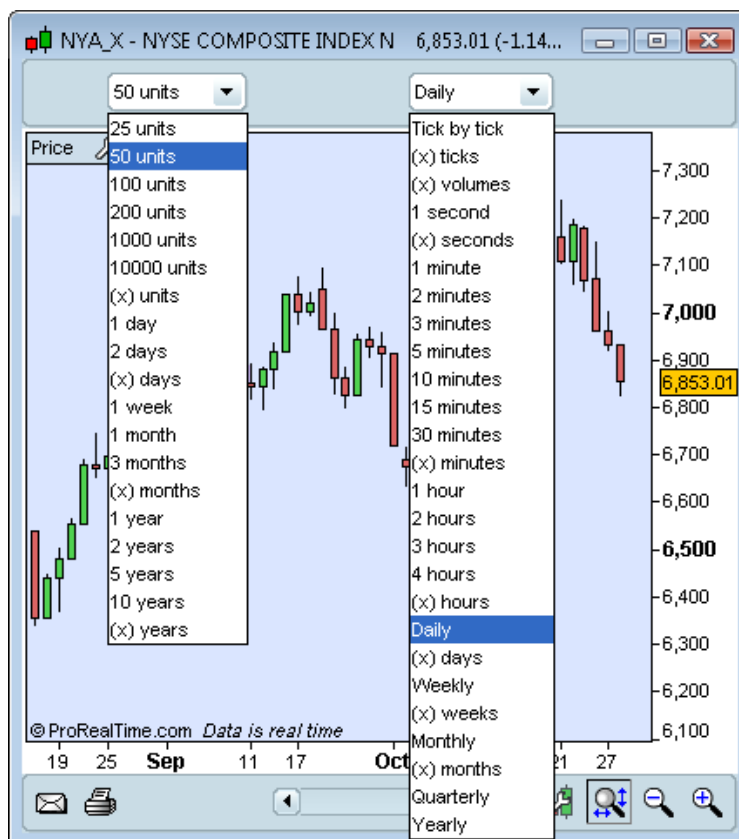 NYA_X - NYSE COMPOSITE INDEX N 6,853.01 (-1.14...
50 units
Daily
Price
25 units
50 units
100 units
200 units
1000 units
10000 units
(x) units
1 day
2 days
(x) days
1 week
1 month
3 months
(x) months
1 year
2 years
5 years
10 years
(x) years
Tick by tick
(x) ticks
(x) volumes
1 second
(x) seconds
1 minute
2 minutes
3 minutes
5 minutes
10 minutes
15 minutes
30 minutes
(x) minutes
1 hour
2 hours
3 hours
4 hours
(x) hours
Daily
(x) days
Weekly
(x) weeks
Monthly
(x) months
Quarterly
Yearly
7,300
7,200
7,100
7,000
6,900
6,853.01
6,800
6,700
6,600
6,500
6,400
6,300
6,200
6,100
© ProRealTime.com Data is real time
19 25 Sep 11 17 Oct 21 27